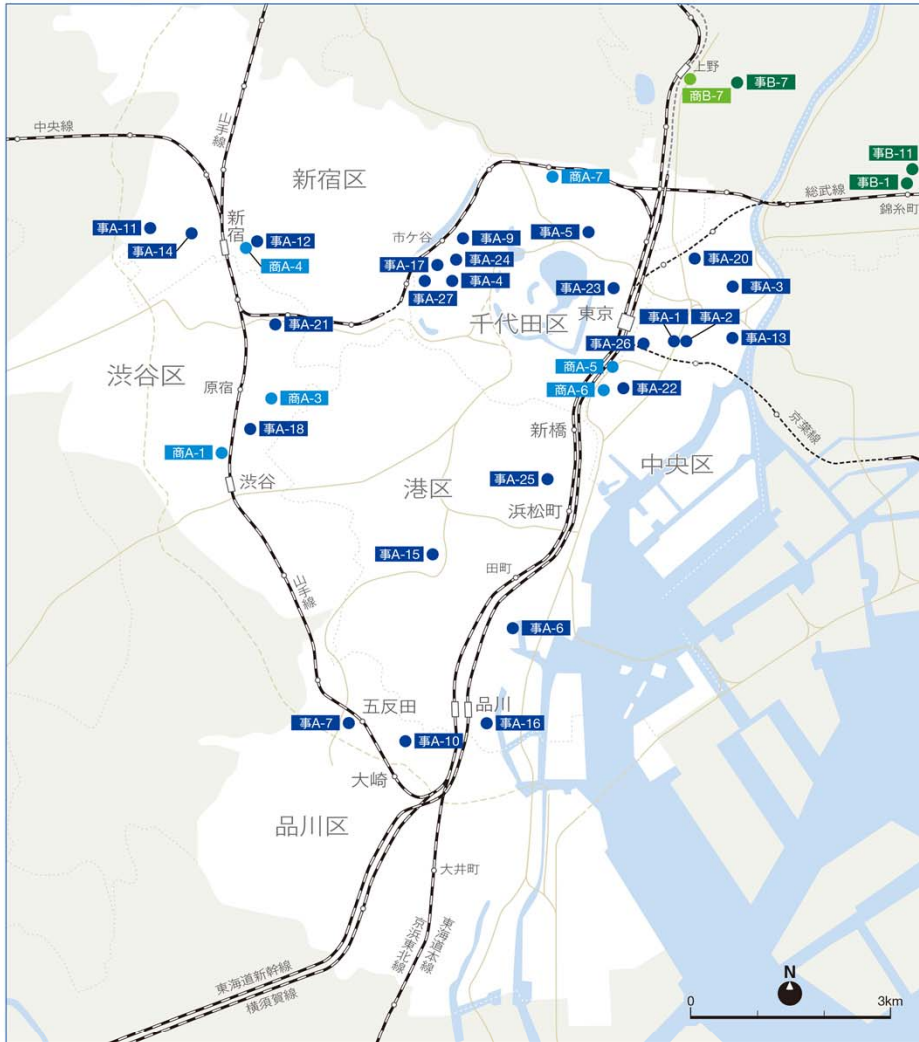 上野
商B-7
事B-7
中央線
山手線
新宿区
商A-7
事B-11
事B-1
総武線
錦糸町
事A-11
事A-14
新宿
事A-12
商A-4
市ケ谷
事A-9
事A-5
事A-17
事A-24
事A-27
事A-4
事A-20
千代田区
事A-23
東京
事A-3
事A-21
事A-1
事A-2
事A-26
事A-13
渋谷区
原宿
商A-3
商A-5
商A-6
事A-22
事A-18
新橋
京葉線
商A-1
渋谷
港区
事A-25
中央区
浜松町
事A-15
田町
山手線
事A-6
五反田
事A-7
品川
事A-16
事A-10
大崎
品川区
大井町
東海道本線
京浜東北線
東海道新幹線
横須賀線
N
0
3km